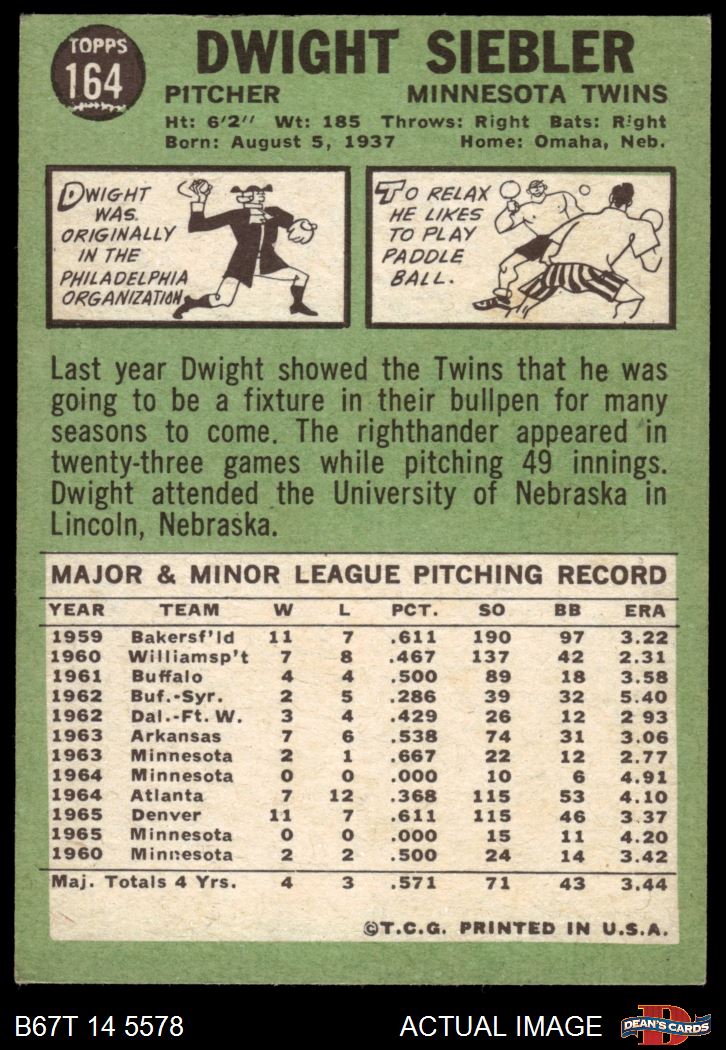 TOPPS
164
DWIGHT SIEBLER
PITCHER MINNESOTA TWINS
Ht: 6'2" Wt: 185 Throws: Right Bats: Right
Born: August 5, 1937 Home: Omaha, Neb.
DWIGHT
WAS
ORIGINALLY
IN THE
PHILADELPHIA
ORGANIZATION.
TO RELAX
HE LIKES
TO PLAY
PADDLE
BALL.
Last year Dwight showed the Twins that he was
going to be a fixture in their bullpen for many
seasons to come. The righthander appeared in
twenty-three games while pitching 49 innings.
Dwight attended the University of Nebraska in
Lincoln, Nebraska.
MAJOR & MINOR LEAGUE PITCHING RECORD
YEAR TEAM W L PCT. SO BB ERA
1959 Bakersf'ld 11 7 .611 190 97 3.22
1960 Williamsp't 7 8 .467 137 42 2.31
1961 Buffalo 4 4 .500 89 18 3.58
1962 Buf.-Syr. 2 5 .286 39 32 5.40
1962 Dal.-Ft. W. 3 4 .429 26 12 2 93
1963 Arkansas 7 6 .538 74 31 3.06
1963 Minnesota 2 1 .667 22 12 2.77
1964 Minnesota 0 0 .000 10 6 4.91
1964 Atlanta 7 12 .368 115 53 4.10
1965 Denver 11 7 .611 115 46 3.37
1965 Minnesota 0 0 .000 15 11 4.20
1960 Minnesota 2 2 .500 24 14 3.42
Maj. Totals 4 Yrs. 4 3 .571 71 43 3.44
©T.C.G. PRINTED IN U.S.A.
B67T 14 5578 ACTUAL IMAGE
D
DEAN'S CARDS